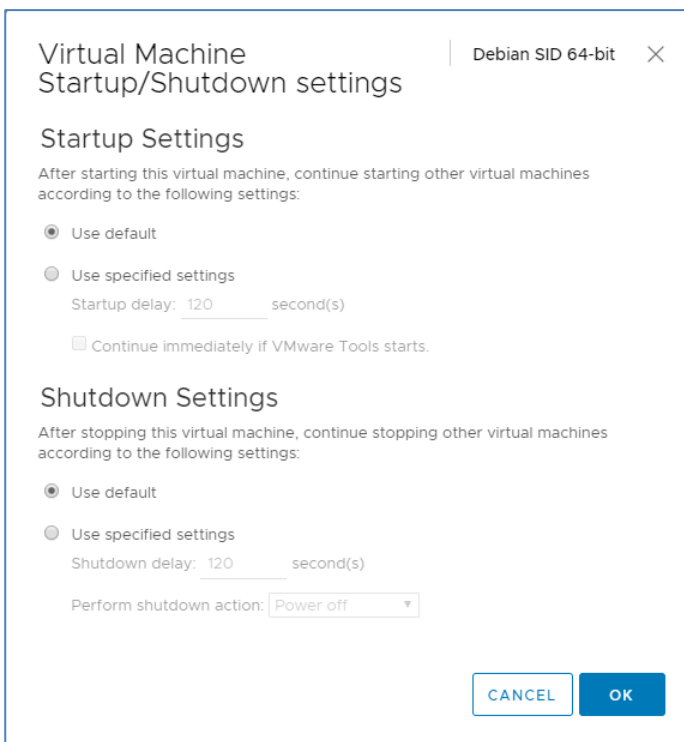 Virtual Machine
Startup/Shutdown settings
Debian SID 64-bit
Startup Settings
After starting this virtual machine, continue starting other virtual machines
according to the following settings:
Use default
Use specified settings
Startup delay: 120 second(s)
Continue immediately if VMware Tools starts.
Shutdown Settings
After stopping this virtual machine, continue stopping other virtual machines
according to the following settings:
Use default
Use specified settings
Shutdown delay: 120 second(s)
Perform shutdown action: Power off
CANCEL OK